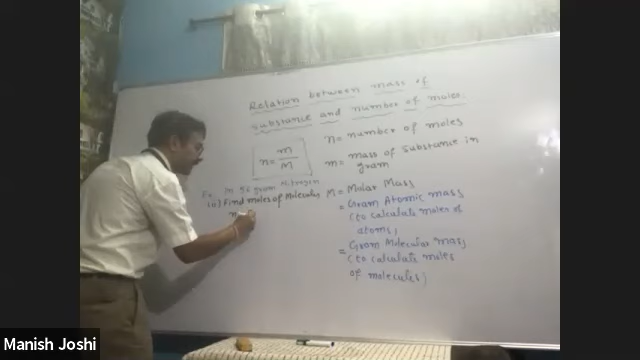 Relation between mass of
substance and number of moles.
n = m/M
n = number of moles
m = mass of substance in
gram
Ex. In 56 gram Nitrogen
(ii) Find moles of Molecules
n
M = Molar Mass
= Gram Atomic mass
(to calculate moles of
atoms)
= Gram Molecular mass
(to calculate moles
of molecules)
Manish Joshi